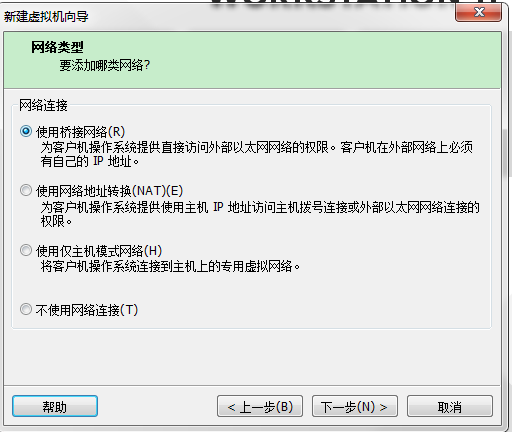 WORKSTATION 11
新建虚拟机向导
网络类型
要添加哪类网络?
网络连接
使用桥接网络(R)
为客户机操作系统提供直接访问外部以太网网络的权限。客户机在外部网络上必须
有自己的 IP 地址。
使用网络地址转换(NAT)(E)
为客户机操作系统提供使用主机 IP 地址访问主机拨号连接或外部以太网网络连接的
权限。
使用仅主机模式网络(H)
将客户机操作系统连接到主机上的专用虚拟网络。
不使用网络连接(T)
帮助
< 上一步(B)
下一步(N) >
取消